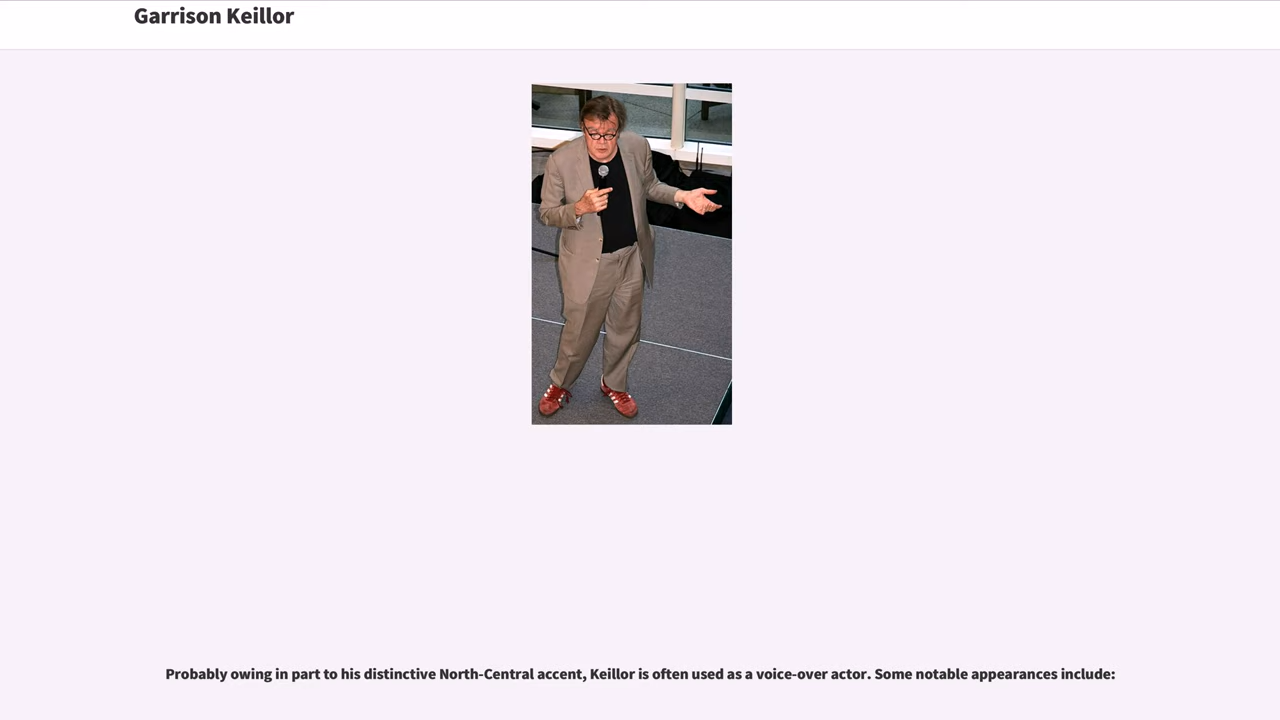 Garrison Keillor
Probably owing in part to his distinctive North-Central accent, Keillor is often used as a voice-over actor. Some notable appearances include: